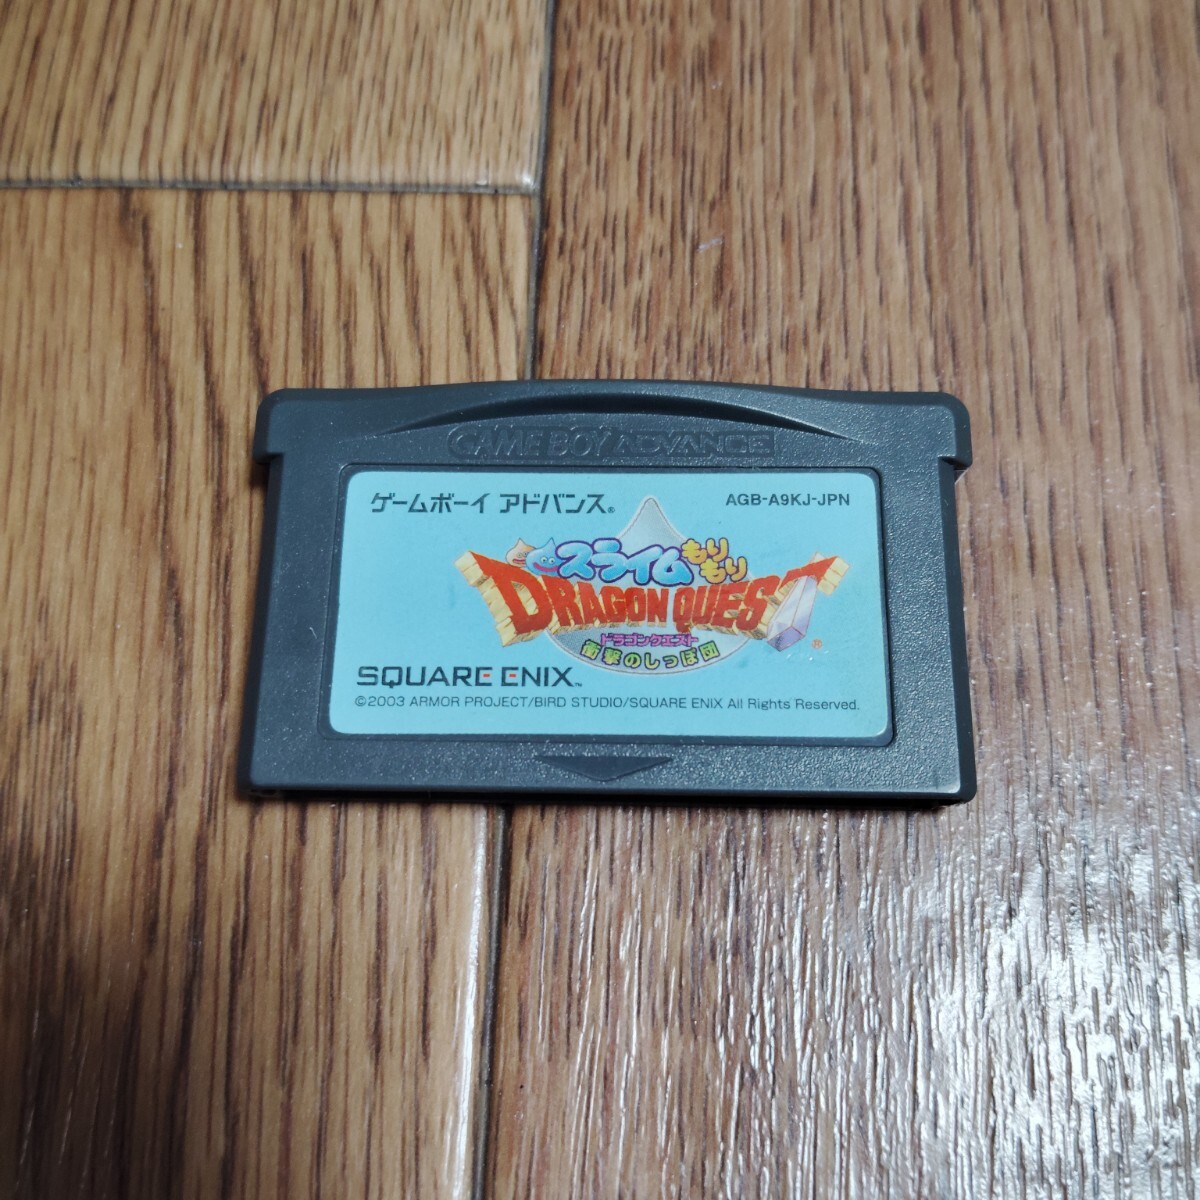 GAME BOY ADVANCE
ゲームボーイ アドバンス®
AGB-A9KJ-JPN
スライムもりもり
DRAGON QUEST®
ドラゴンクエスト
衝撃のしっぽ団
SQUARE ENIX™
©2003 ARMOR PROJECT/BIRD STUDIO/SQUARE ENIX All Rights Reserved.